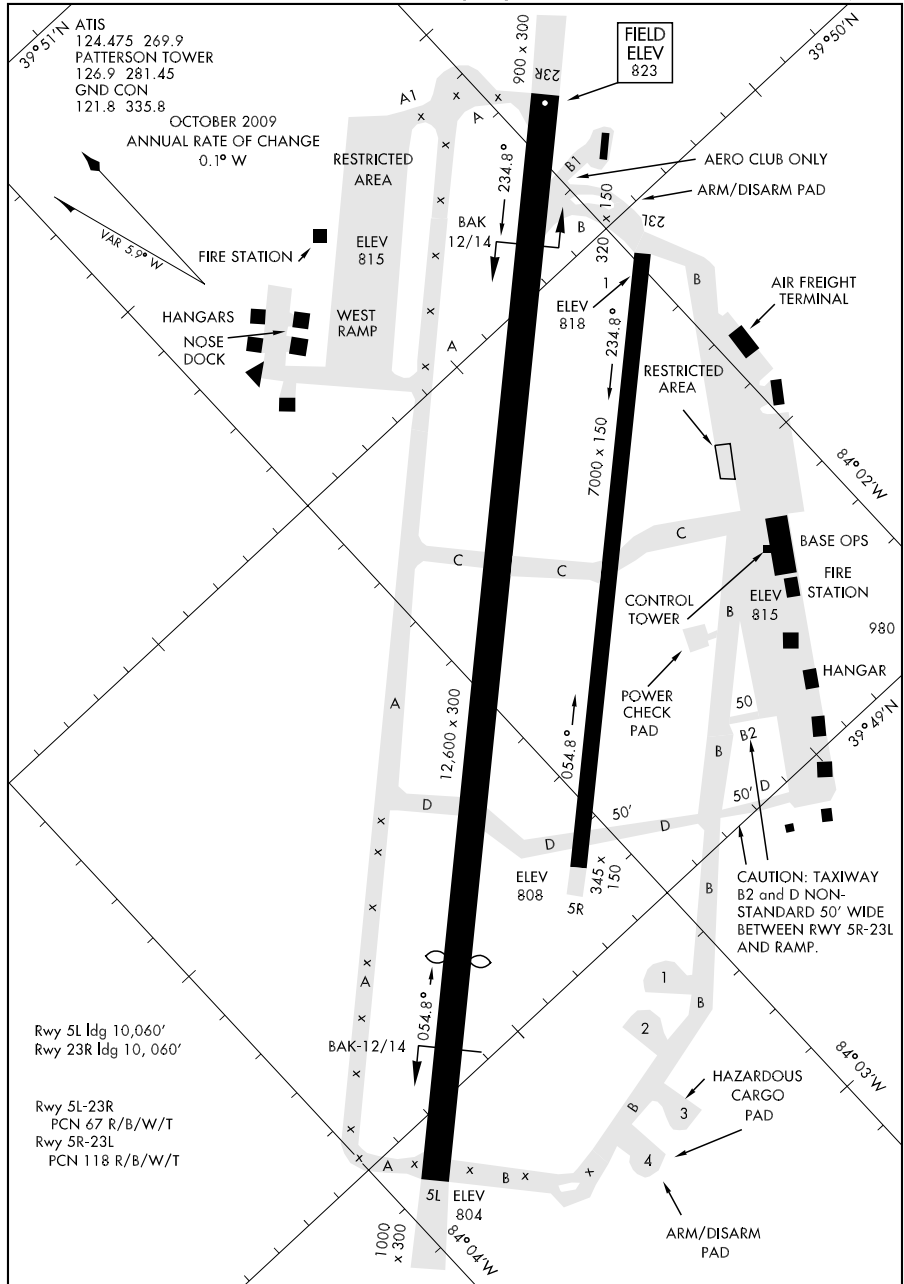 39°51'N
ATIS
124.475 269.9
PATTERSON TOWER
126.9 281.45
GND CON
121.8 335.8
OCTOBER 2009
ANNUAL RATE OF CHANGE
0.1° W
VAR 5.9° W
900 x 300
23R
FIELD
ELEV
823
39°50'N
A1
A
RESTRICTED
AREA
234.8°
B1
AERO CLUB ONLY
ARM/DISARM PAD
BAK
12/14
B
320 x 150
23L
FIRE STATION
ELEV
815
1
ELEV
818
B
AIR FREIGHT
TERMINAL
HANGARS
NOSE
DOCK
WEST
RAMP
A
234.8°
RESTRICTED
AREA
7000 x 150
84°02'W
C
C
C
BASE OPS
FIRE
STATION
CONTROL
TOWER
ELEV
815
B
980
HANGAR
POWER
CHECK
PAD
A
12,600 x 300
054.8°
50
B2
B
39°49'N
D
50'
50'
D
D
D
ELEV
808
345 x
150
5R
B
CAUTION: TAXIWAY
B2 and D NON-
STANDARD 50' WIDE
BETWEEN RWY 5R-23L
AND RAMP.
A
054.8°
1
B
2
Rwy 5L ldg 10,060'
Rwy 23R ldg 10, 060'
BAK-12/14
84°03'W
HAZARDOUS
CARGO
PAD
B
3
4
Rwy 5L-23R
PCN 67 R/B/W/T
Rwy 5R-23L
PCN 118 R/B/W/T
A
B
5L
ELEV
804
ARM/DISARM
PAD
1000
x 300
84°04'W